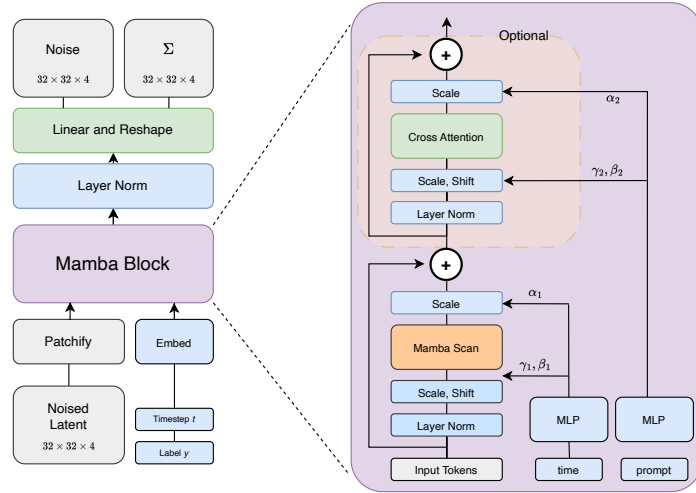 Noise
32 × 32 × 4
Σ
32 × 32 × 4
Linear and Reshape
Layer Norm
Mamba Block
Patchify
Embed
Noised
Latent
32 × 32 × 4
Timestep t
Label y
Optional
+
Scale
α₂
Cross Attention
Scale, Shift
γ₂, β₂
Layer Norm
+
Scale
α₁
Mamba Scan
γ₁, β₁
Scale, Shift
Layer Norm
MLP
MLP
Input Tokens
time
prompt